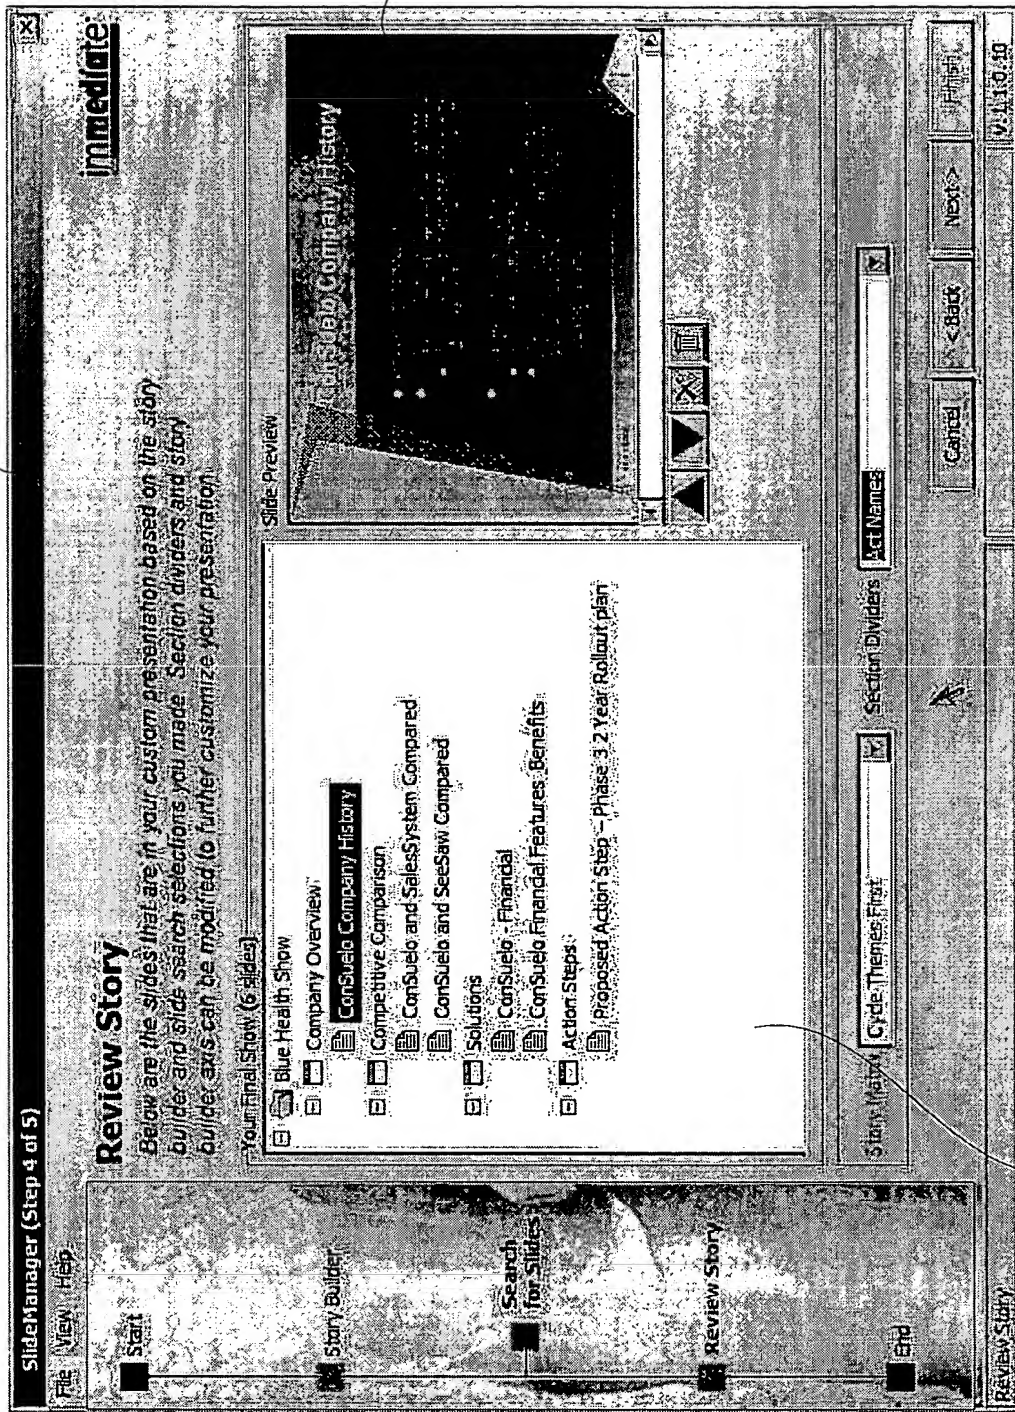 SlideManager (Step 4 of 5)
File View Help
immediate
Start
Story Builder
Search
for Slides
Review Story
End
Review Story
Below are the slides that are in your custom presentation based on the story
builder and slide search selections you made. Section dividers and story
builder axis can be modified to further customize your presentation
Your Final Show (6 slides)
Blue Health Show
Company Overview
ConSuelo Company History
Competitive Comparison
ConSuelo and SalesSystem Compared
ConSuelo and SeeSaw Compared
Solutions
ConSuelo - Financial
ConSuelo Financial Features Benefits
Action Steps
Proposed Action Step - Phase 3 2 Year Rollout plan
Slide Preview
ConSuelo Company History
Story Matrix Cycle Themes First Section Dividers Act Names
Cancel < Back Next > Finish
Review Story
V: 1.1.0.10